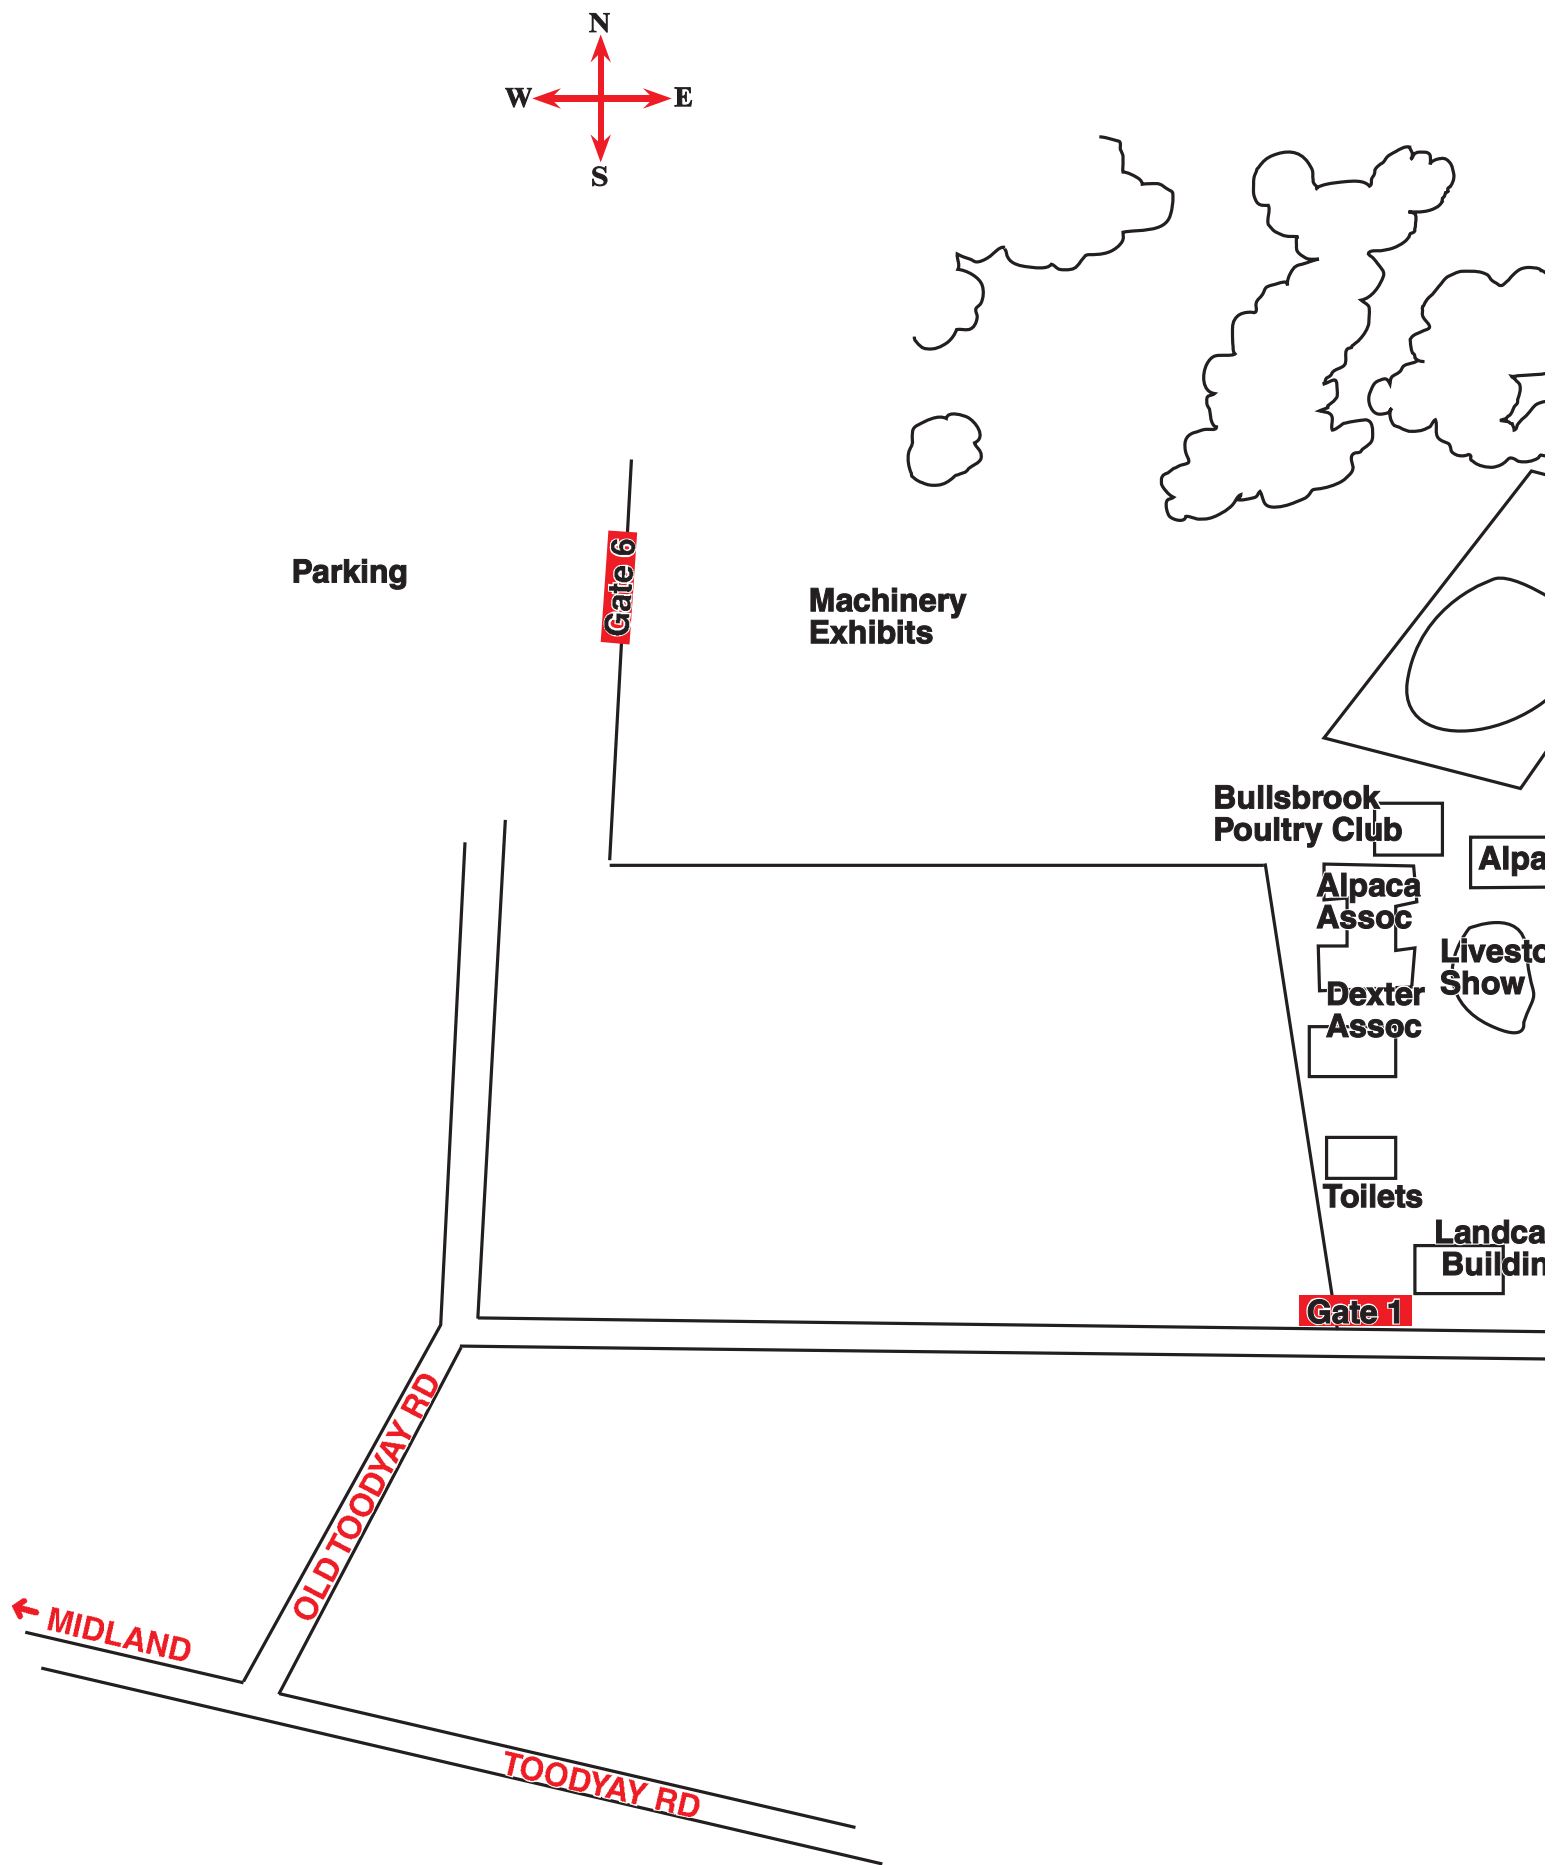 N
W E
S
Parking
Gate 6
Machinery
Exhibits
Bullsbrook
Poultry Club
Alpa
Alpaca
Assoc
Livesto
Show
Dexter
Assoc
Toilets
Landca
Buildin
Gate 1
OLD TOODYAY RD
MIDLAND
TOODYAY RD